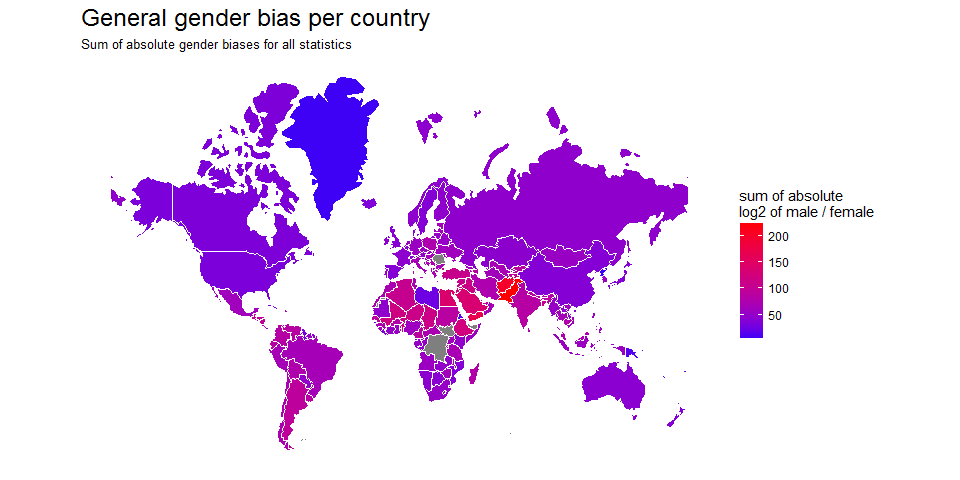 General gender bias per country
Sum of absolute gender biases for all statistics
sum of absolute
log2 of male / female
200
150
100
50